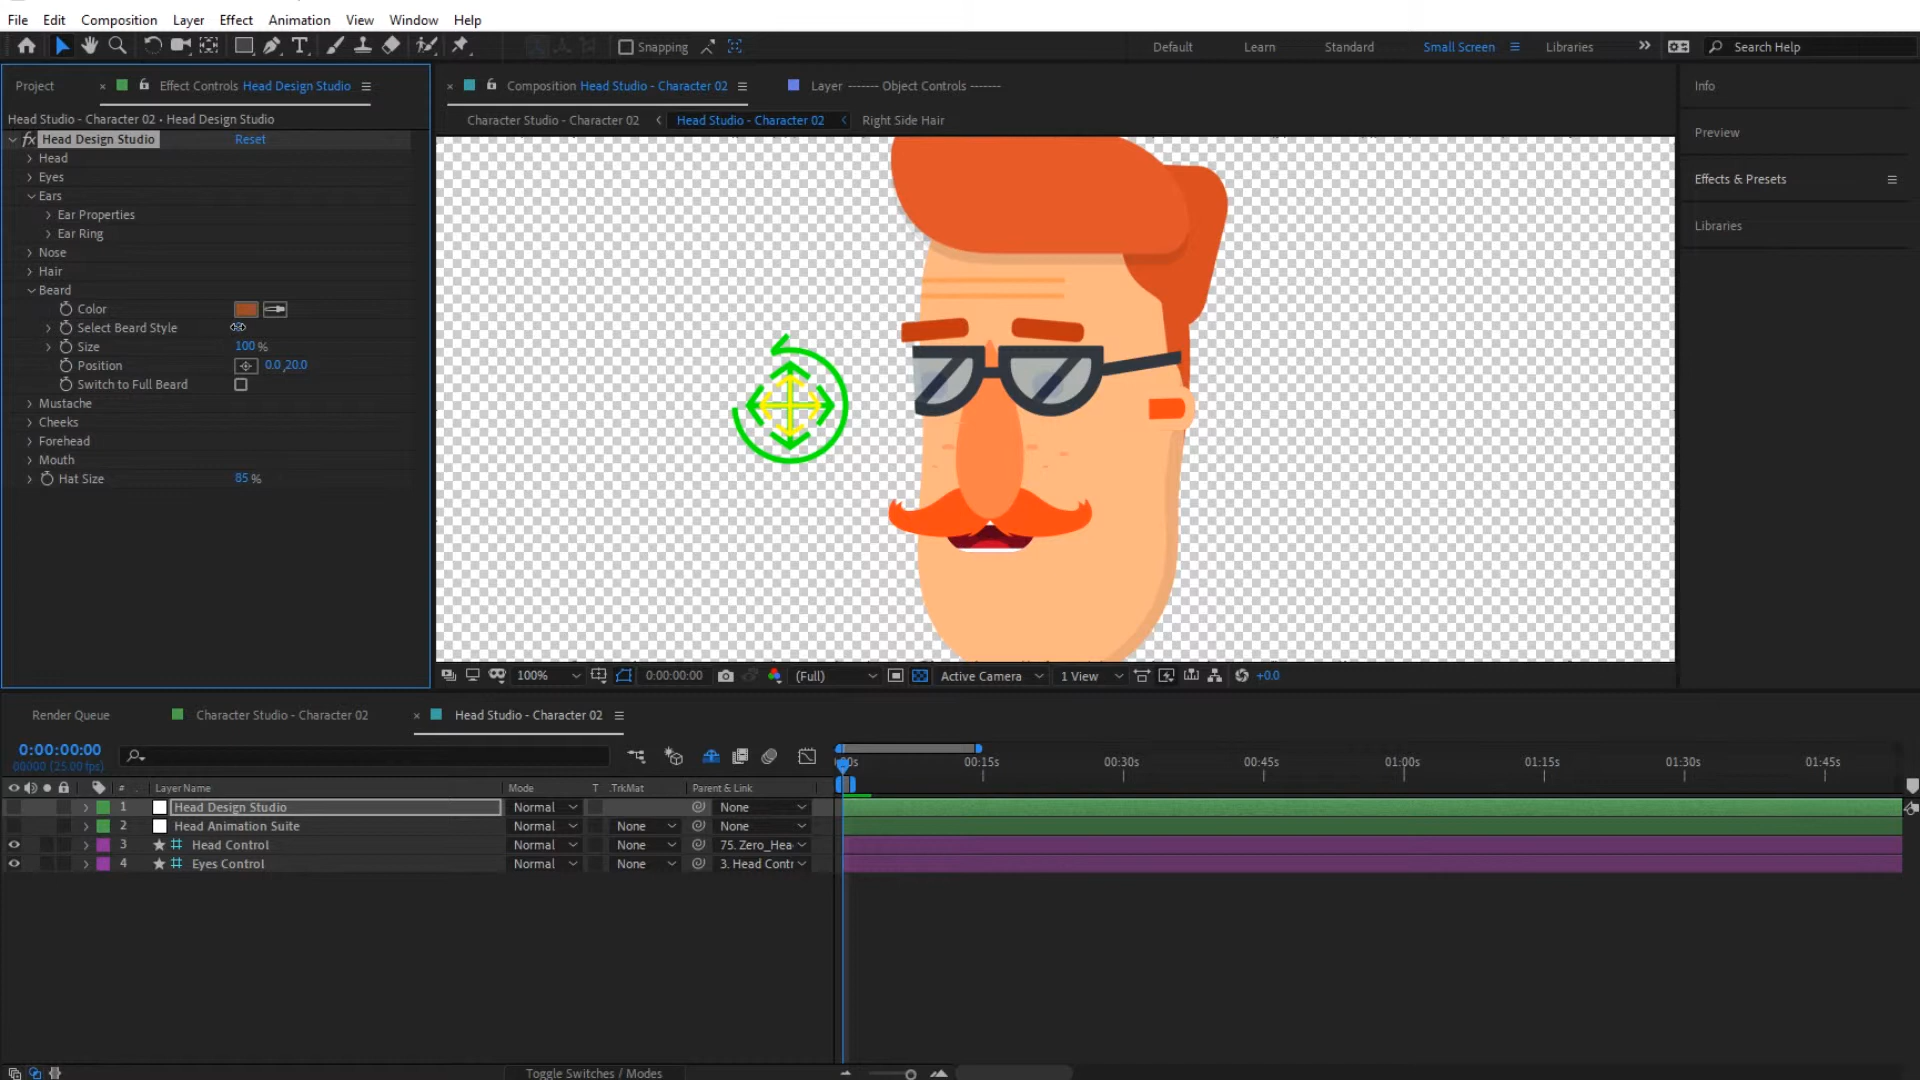 File Edit Composition Layer Effect Animation View Window Help
Snapping Default Learn Standard Small Screen Libraries Search Help
Project Effect Controls Head Design Studio Composition Head Studio - Character 02 Layer ------- Object Controls ------- Info
Head Studio - Character 02 • Head Design Studio Character Studio - Character 02 Head Studio - Character 02 Right Side Hair
Preview
fx Head Design Studio Reset
Head
Eyes
Effects & Presets
Ears
Ear Properties
Libraries
Ear Ring
Nose
Hair
Beard
Color
Select Beard Style
Size 100 %
Position 0.0,20.0
Switch to Full Beard
Mustache
Cheeks
Forehead
Mouth
Hat Size 85 %
100% 0:00:00:00 (Full) Active Camera 1 View +0.0
Render Queue Character Studio - Character 02 Head Studio - Character 02
0:00:00:00
00000 (25.00 fps)
00:15s 00:30s 00:45s 01:00s 01:15s 01:30s 01:45s
# Layer Name Mode T .TrkMat Parent & Link
1 Head Design Studio Normal None
2 Head Animation Suite Normal None None
3 Head Control Normal None 75. Zero_Hea
4 Eyes Control Normal None 3. Head Contr
Toggle Switches / Modes